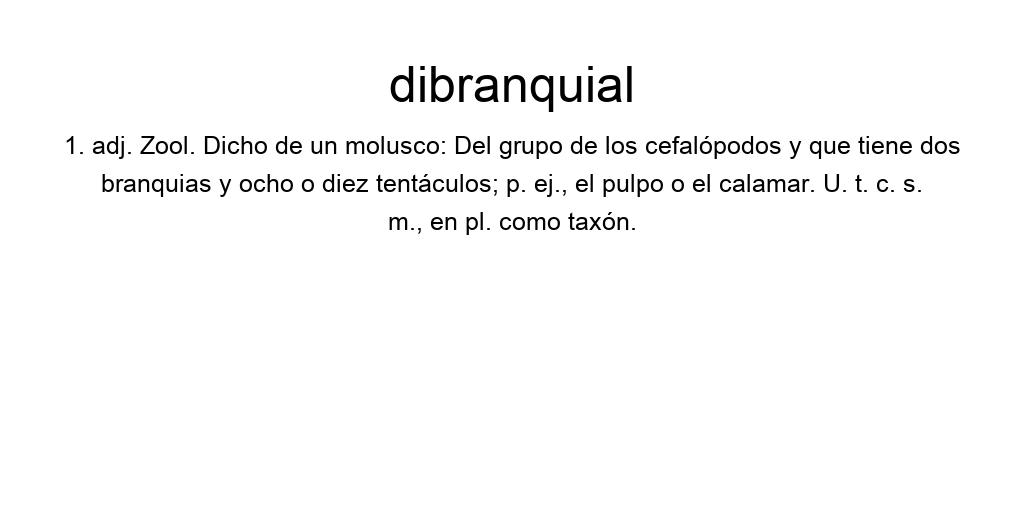 dibranquial
1. adj. Zool. Dicho de un molusco: Del grupo de los cefalópodos y que tiene dos
branquias y ocho o diez tentáculos; p. ej., el pulpo o el calamar. U. t. c. s.
m., en pl. como taxón.